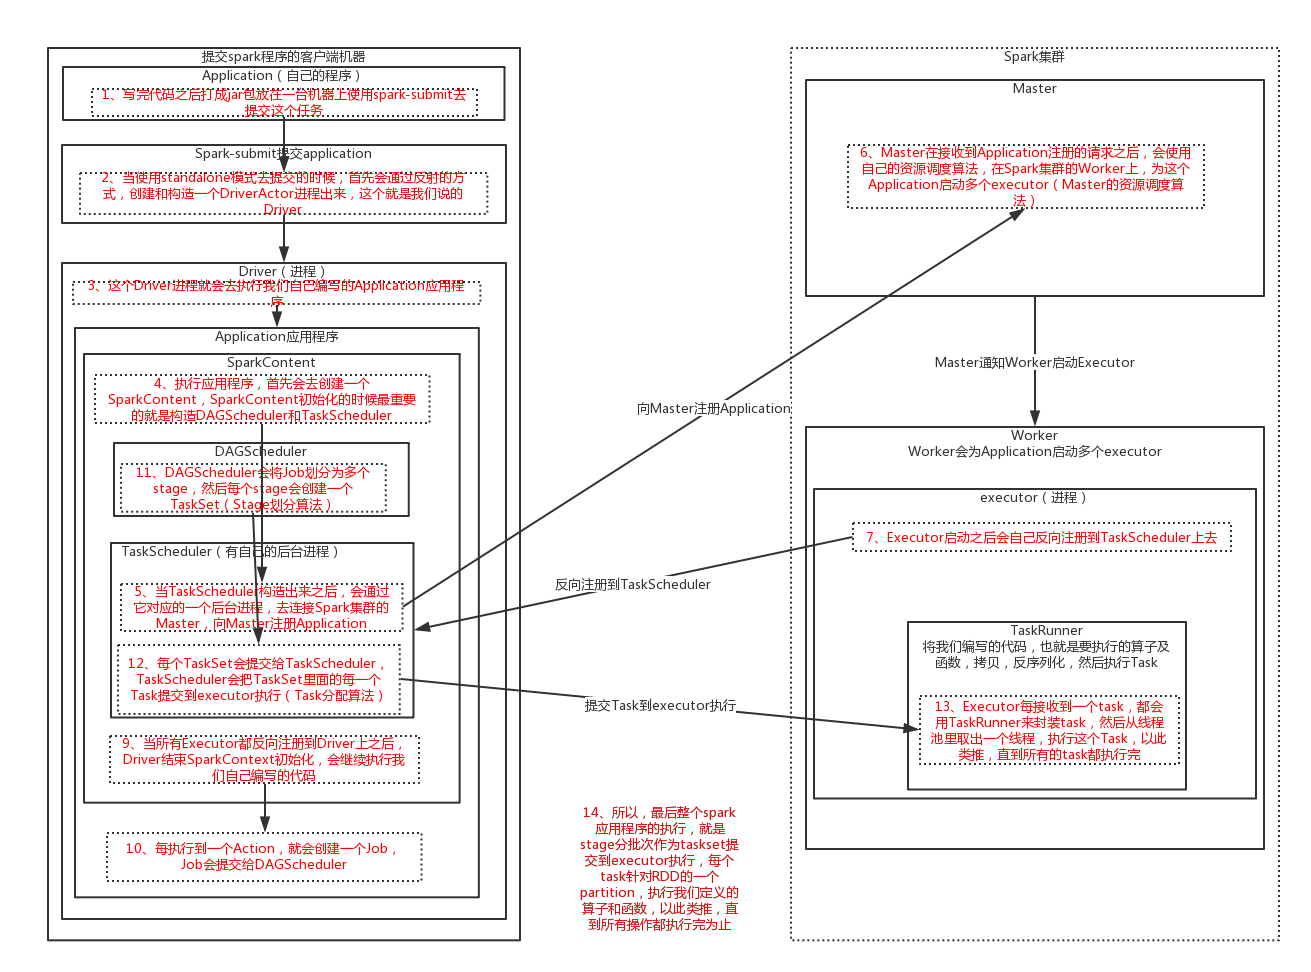 提交spark程序的客户端机器
Application（自己的程序）
1、写完代码之后打成jar包放在一台机器上使用spark-submit去
提交这个任务
Spark-submit提交application
2、当使用standalone模式去提交的时候，首先会通过反射的方
式，创建和构造一个DriverActor进程出来，这个就是我们说的
Driver
Driver（进程）
3、这个Driver进程就会去执行我们自己编写的Application应用程
序
Application应用程序
SparkContent
4、执行应用程序，首先会去创建一个
SparkContent，SparkContent初始化的时候最重要
的就是构造DAGScheduler和TaskScheduler
DAGScheduler
11、DAGScheduler会将Job划分为多个
stage，然后每个stage会创建一个
TaskSet（Stage划分算法）
TaskScheduler（有自己的后台进程）
5、当TaskScheduler构造出来之后，会通过
它对应的一个后台进程，去连接Spark集群的
Master，向Master注册Application
12、每个TaskSet会提交给TaskScheduler，
TaskScheduler会把TaskSet里面的每一个
Task提交到executor执行（Task分配算法）
9、当所有Executor都反向注册到Driver上之后，
Driver结束SparkContext初始化，会继续执行我
们自己编写的代码
10、每执行到一个Action，就会创建一个Job，
Job会提交给DAGScheduler
向Master注册Application
反向注册到TaskScheduler
提交Task到executor执行
14、所以，最后整个spark
应用程序的执行，就是
stage分批次作为taskset提
交到executor执行，每个
task针对RDD的一个
partition，执行我们定义的
算子和函数，以此类推，直
到所有操作都执行完为止
Spark集群
Master
6、Master在接收到Application注册的请求之后，会使用
自己的资源调度算法，在Spark集群的Worker上，为这个
Application启动多个executor（Master的资源调度算
法）
Master通知Worker启动Executor
Worker
Worker会为Application启动多个executor
executor（进程）
7、Executor启动之后会自己反向注册到TaskScheduler上去
TaskRunner
将我们编写的代码，也就是要执行的算子及
函数，拷贝，反序列化，然后执行Task
13、Executor每接收到一个task，都会
用TaskRunner来封装task，然后从线程
池里取出一个线程，执行这个Task，以此
类推，直到所有的task都执行完